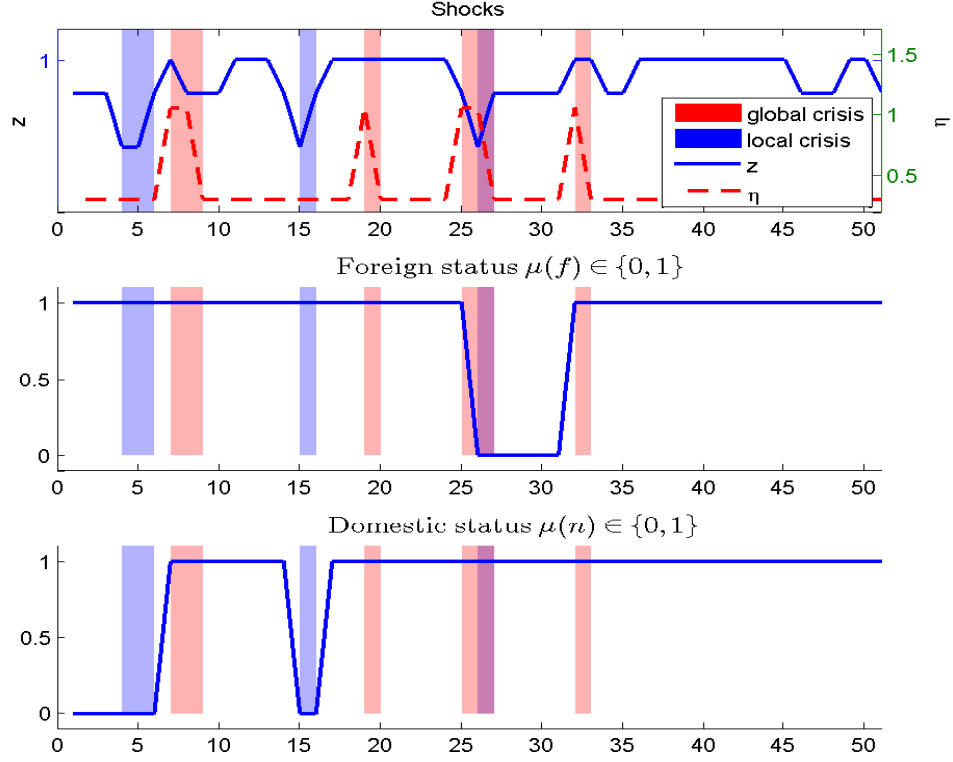 Shocks
1
1.5
1
0.5
z
η
global crisis
local crisis
z
η
0 5 10 15 20 25 30 35 40 45 50
Foreign status μ(f) ∈ {0, 1}
1
0.5
0
0 5 10 15 20 25 30 35 40 45 50
Domestic status μ(n) ∈ {0, 1}
1
0.5
0
0 5 10 15 20 25 30 35 40 45 50